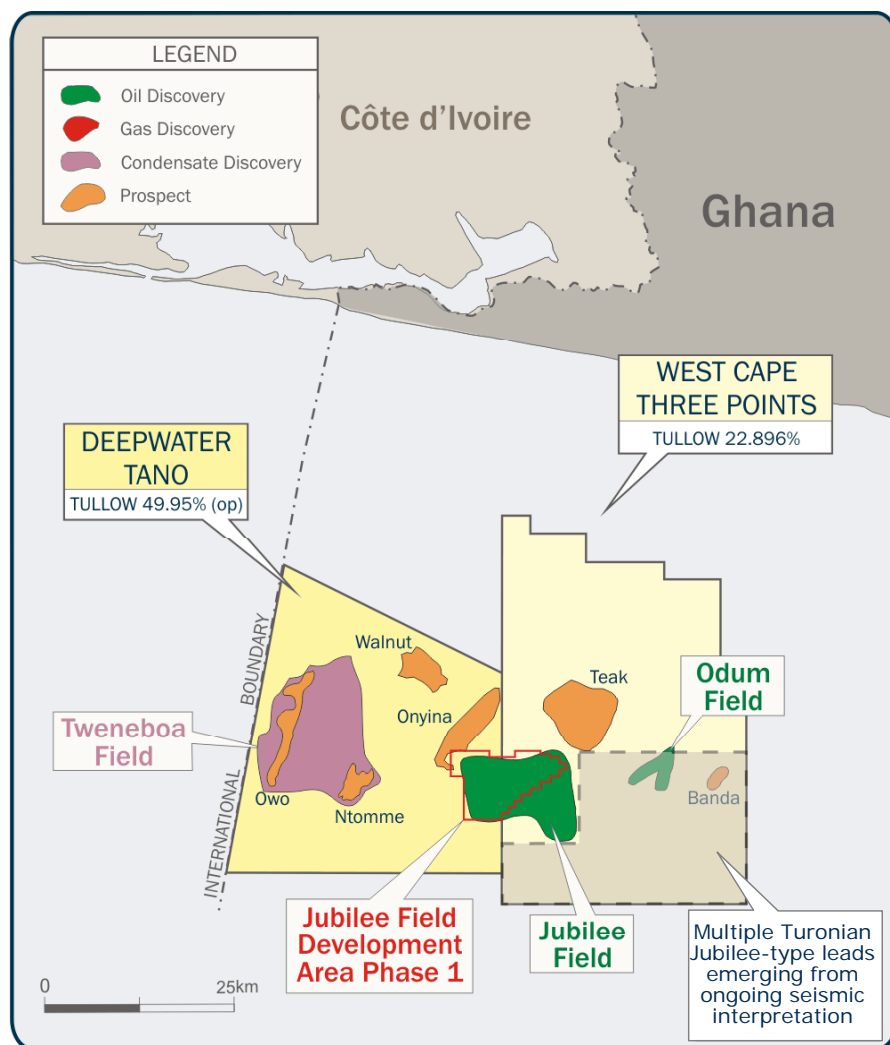 LEGEND
Oil Discovery
Gas Discovery
Condensate Discovery
Prospect
Côte d'Ivoire
Ghana
WEST CAPE
THREE POINTS
TULLOW 22.896%
DEEPWATER
TANO
TULLOW 49.95% (op)
INTERNATIONAL BOUNDARY
Walnut
Onyina
Teak
Odum
Field
Tweneboa
Field
Owo
Ntomme
Banda
Jubilee Field
Development
Area Phase 1
Jubilee
Field
Multiple Turonian
Jubilee-type leads
emerging from
ongoing seismic
interpretation
0 25km